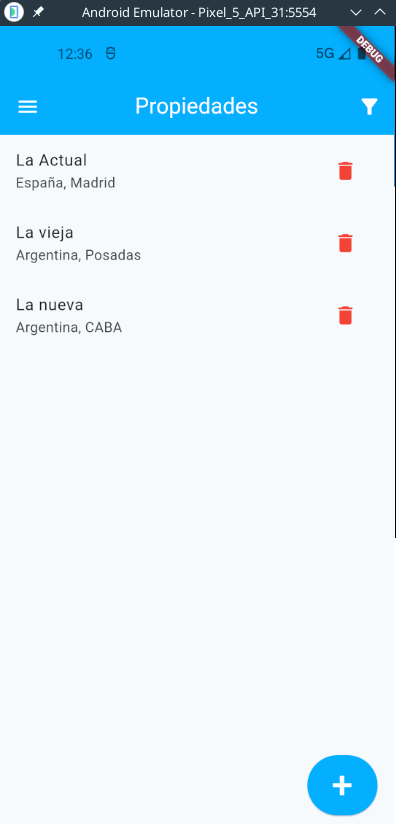 Android Emulator - Pixel_5_API_31:5554
12:36
5G
DEBUG
Propiedades
La Actual
España, Madrid
La vieja
Argentina, Posadas
La nueva
Argentina, CABA